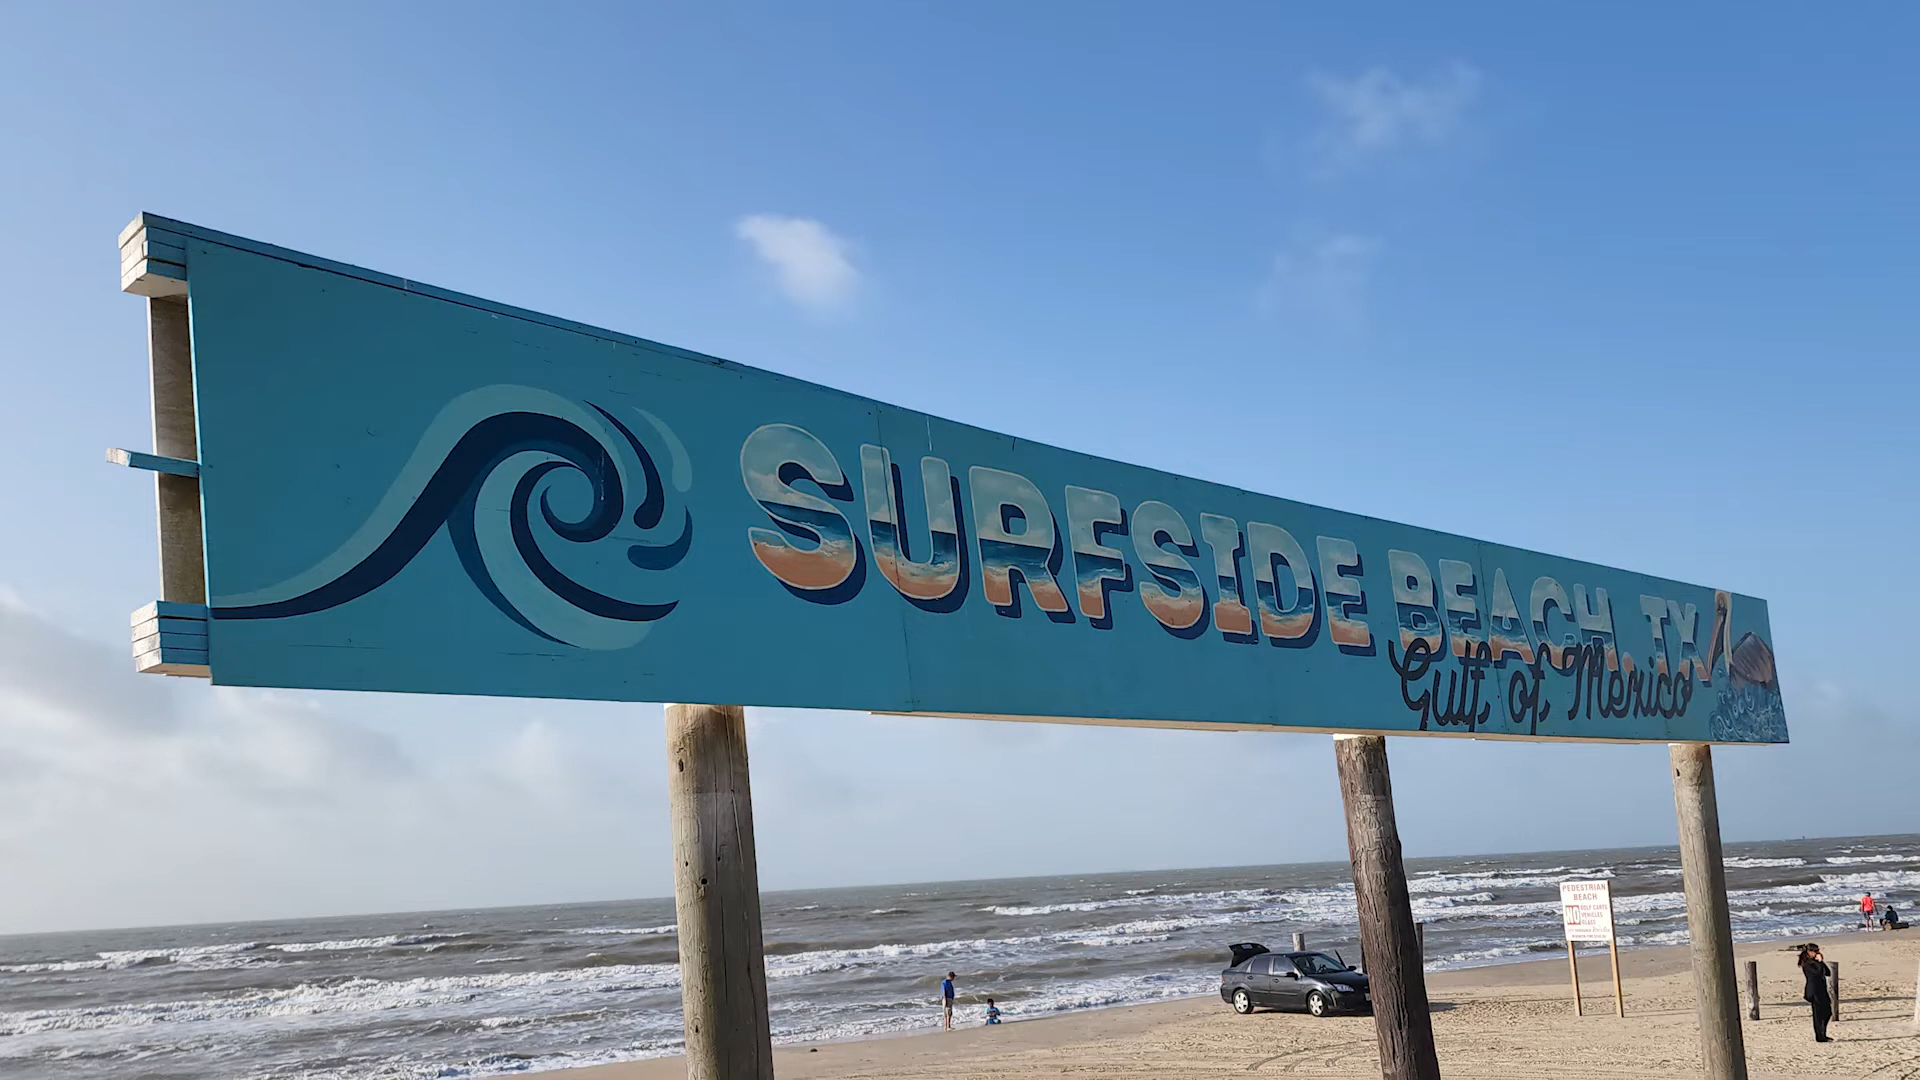 SURFSIDE BEACH, TX
Gulf of Mexico
PEDESTRIAN
BEACH
NO GOLF CARTS
VEHICLES
GLASS